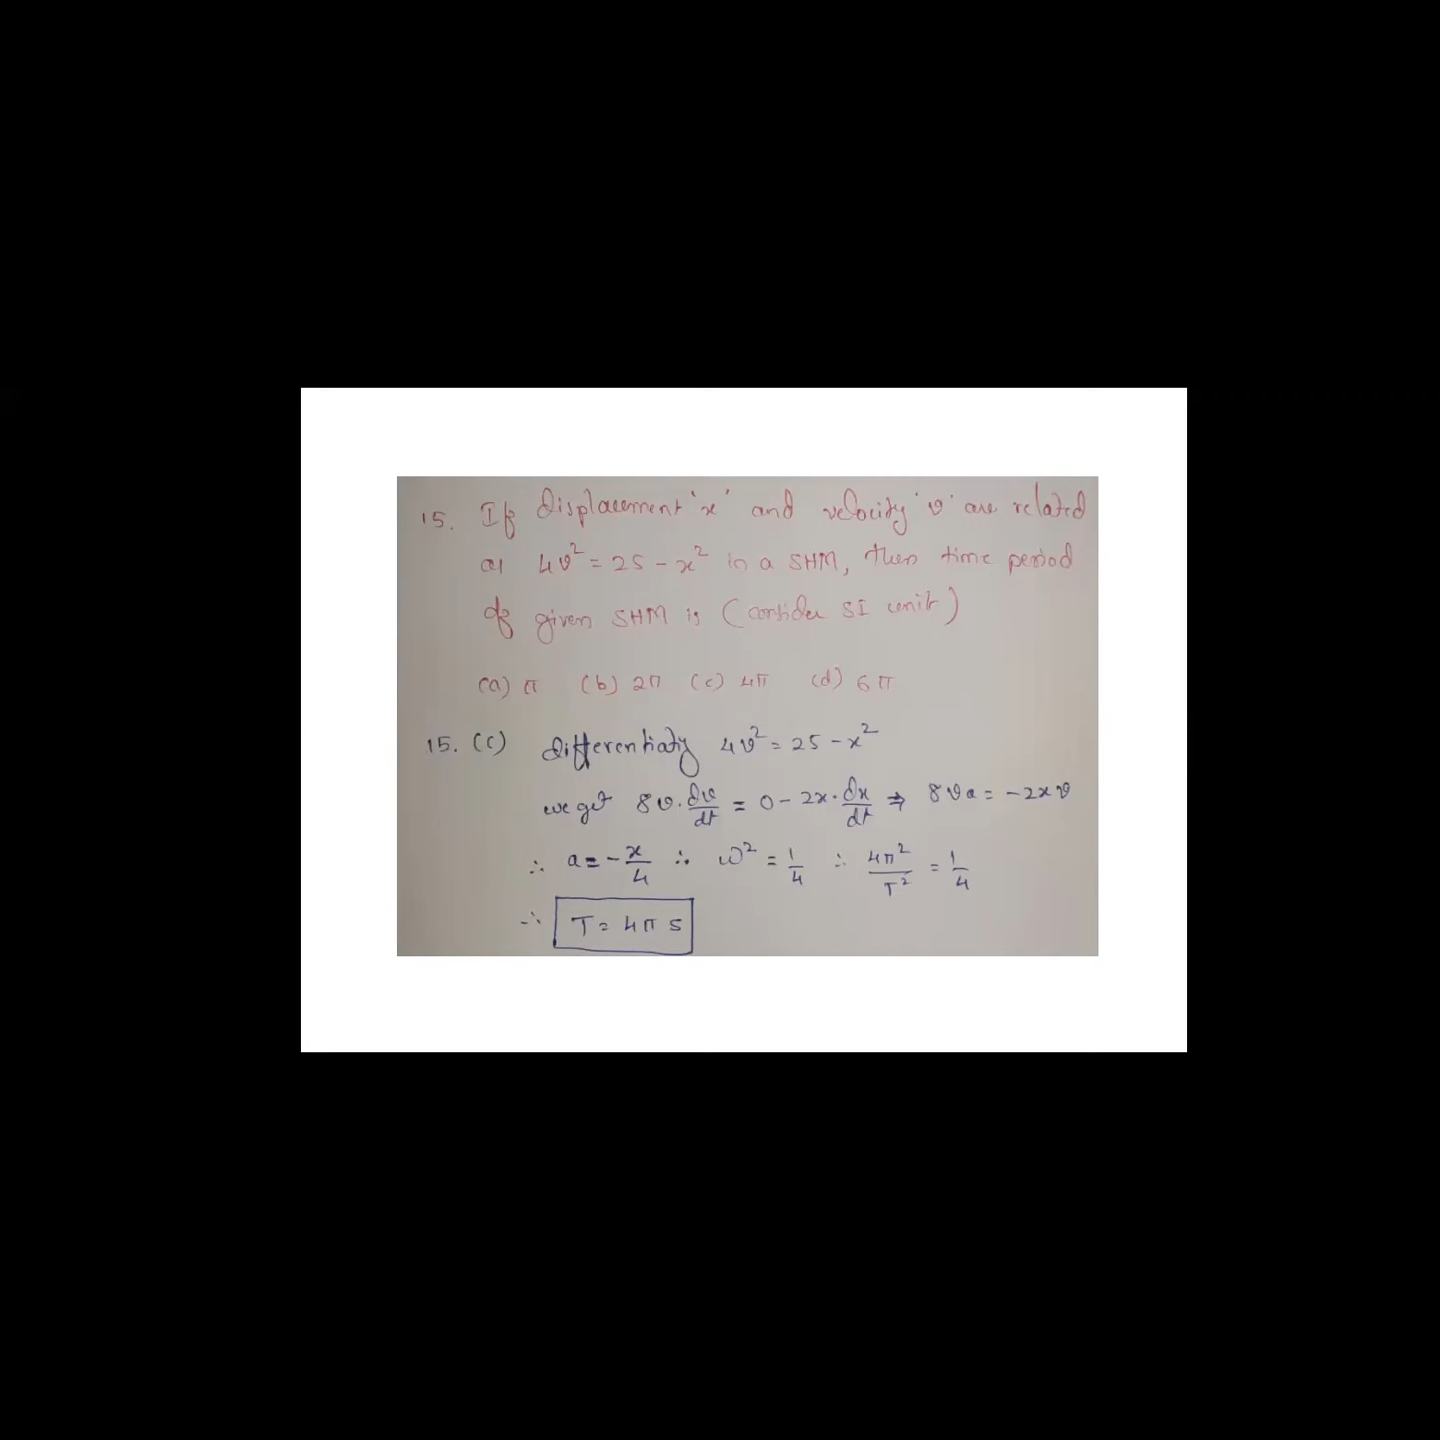 15. If displacement 'x' and velocity 'v' are related
as 4v² = 25 - x² in a SHM, then time period
of given SHM is (consider SI unit)
(a) π (b) 2π (c) 4π (d) 6π
15. (c) differentiatig 4v² = 25 - x²
we get 8v. dv/dt = 0 - 2x. dx/dt ⇒ 8va = -2xv
∴ a = -x/4 ∴ ω² = 1/4 ∴ 4π²/T² = 1/4
∴ T = 4π s